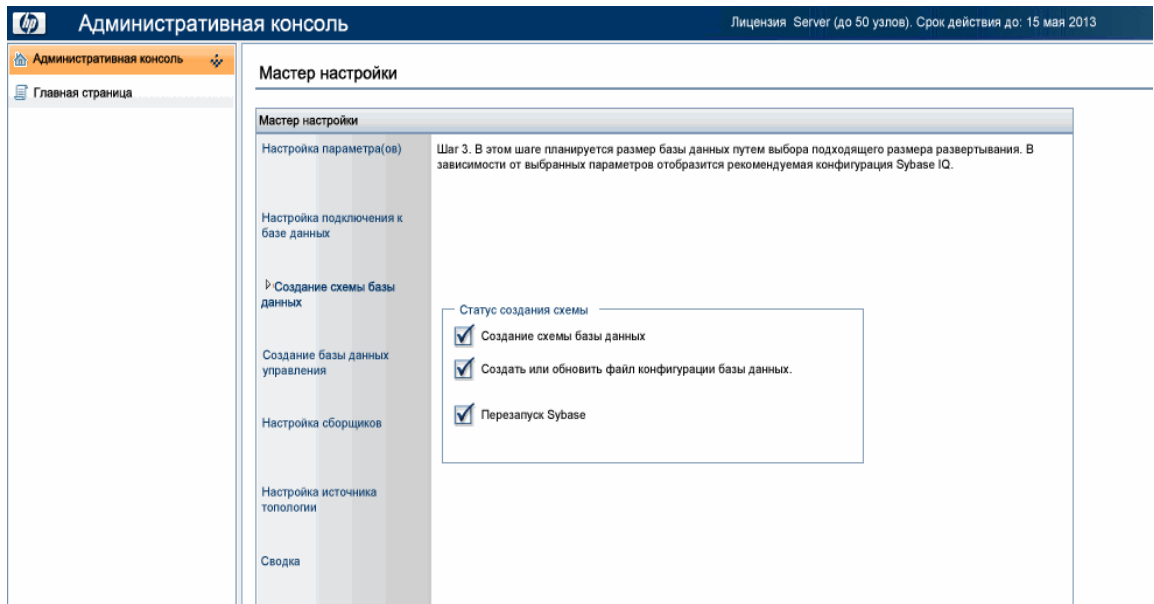 hp
Административная консоль
Лицензия Server (до 50 узлов). Срок действия до: 15 мая 2013
Административная консоль
Главная страница
Мастер настройки
Мастер настройки
Настройка параметра(ов)
Настройка подключения к
базе данных
Создание схемы базы
данных
Создание базы данных
управления
Настройка сборщиков
Настройка источника
топологии
Сводка
Шаг 3. В этом шаге планируется размер базы данных путем выбора подходящего размера развертывания. В
зависимости от выбранных параметров отобразится рекомендуемая конфигурация Sybase IQ.
Статус создания схемы
Создание схемы базы данных
Создать или обновить файл конфигурации базы данных.
Перезапуск Sybase